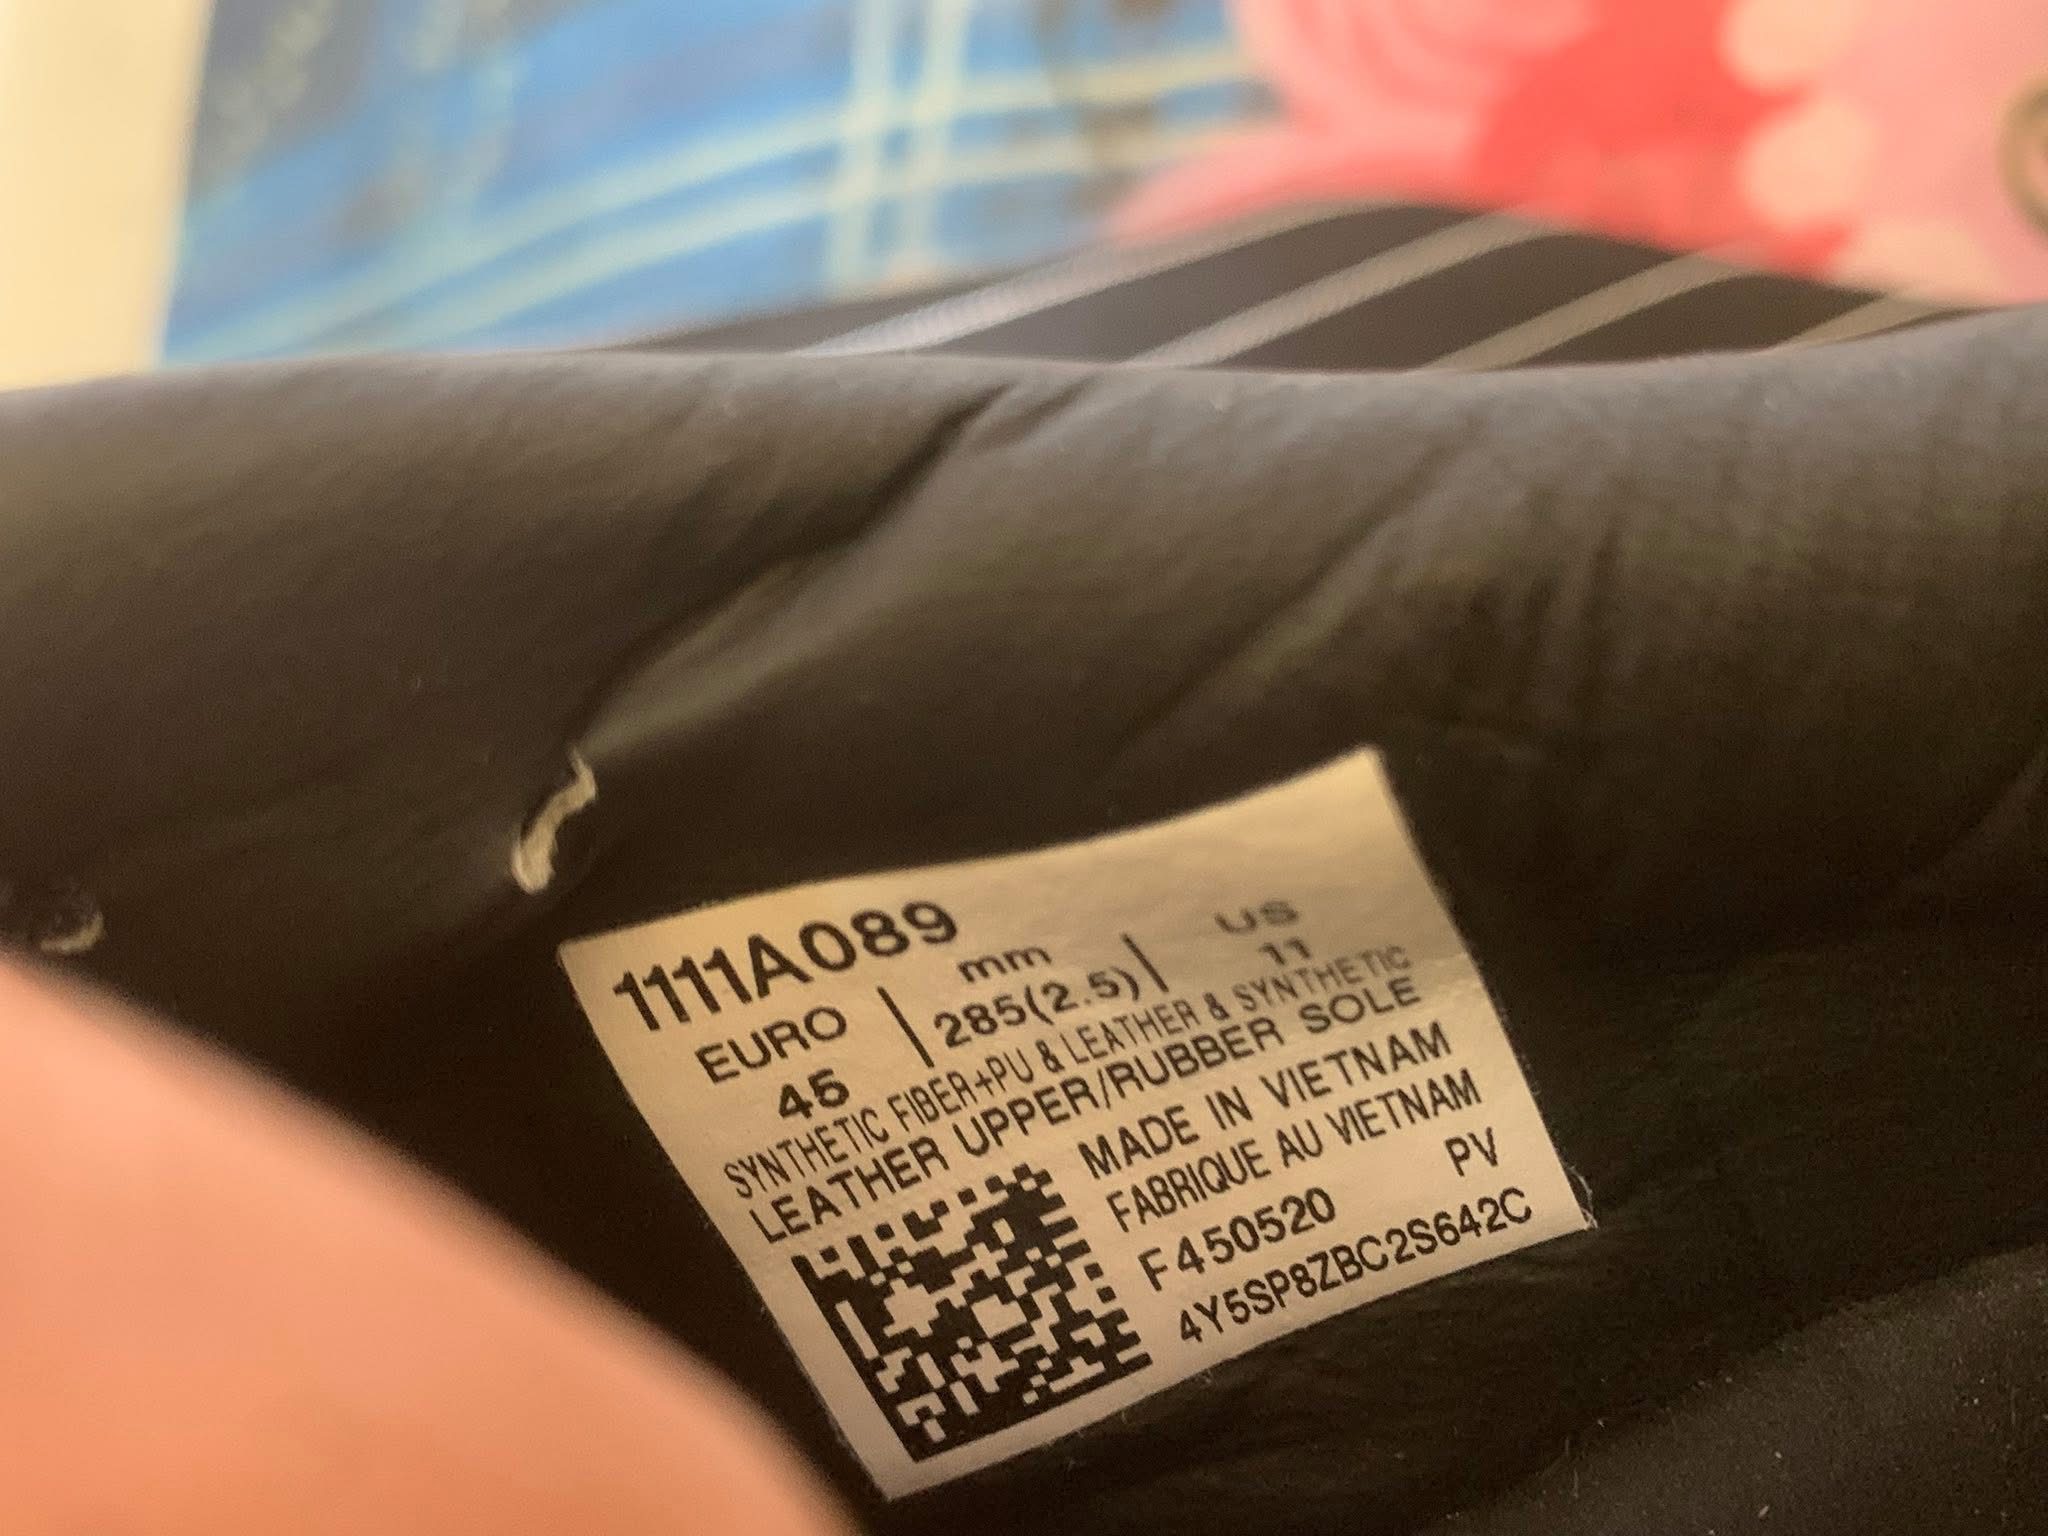 1111A089
EURO | mm | US
45 285(2.5) 11
SYNTHETIC FIBER+PU & LEATHER & SYNTHETIC
LEATHER UPPER/RUBBER SOLE
MADE IN VIETNAM
FABRIQUE AU VIETNAM
PV
F450520
4Y5SP8ZBC2S642C